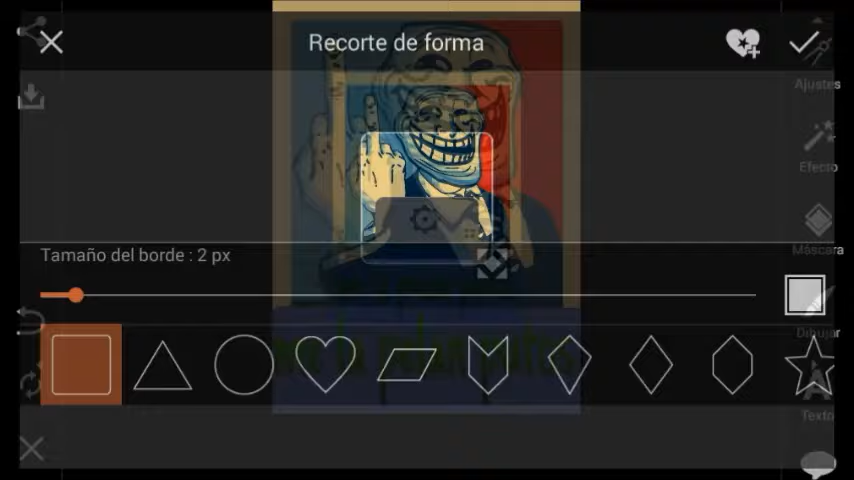 Recorte de forma
Ajustes
Efecto
Máscara
Tamaño del borde : 2 px
Dibujar
Texto